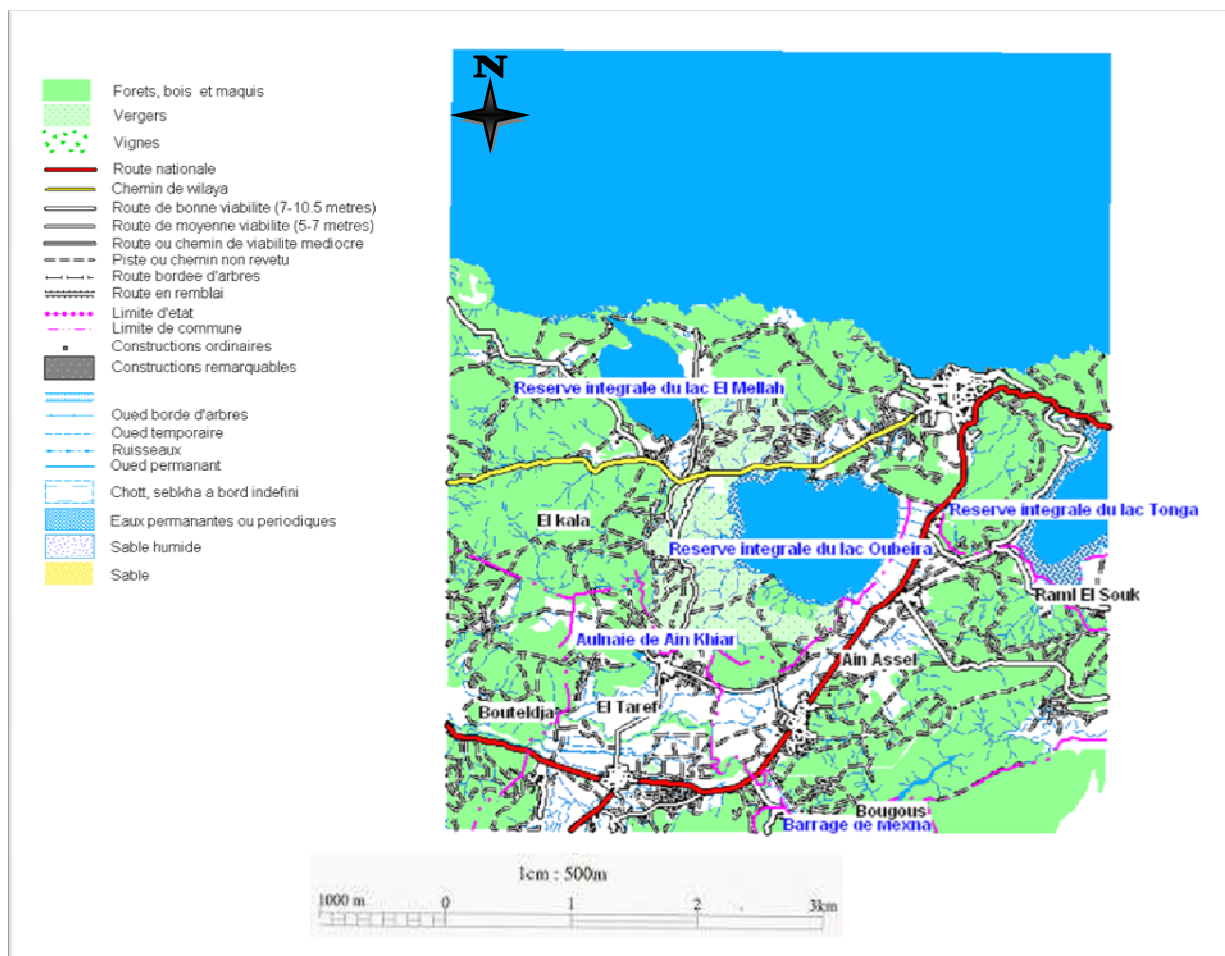 N
Forets, bois et maquis
Vergers
Vignes
Route nationale
Chemin de wilaya
Route de bonne viabilite (7-10.5 metres)
Route de moyenne viabilite (5-7 metres)
Route ou chemin de viabilite mediocre
Piste ou chemin non revetu
Route bordee d'arbres
Route en remblai
Limite d'etat
Limite de commune
Constructions ordinaires
Constructions remarquables
Oued borde d'arbres
Oued temporaire
Ruisseaux
Oued permanant
Chott, sebkha a bord indefini
Eaux permanantes ou periodiques
Sable humide
Sable
Reserve integrale du lac El Mellah
Reserve integrale du lac Tonga
El kala
Reserve integrale du lac Oubeira
Raml El Souk
Aulnaie de Ain Khiar
Ain Assel
El Taref
Bouteldja
Bougous
Barrage de Mexna
1cm : 500m
1000 m 0 1 2 3km